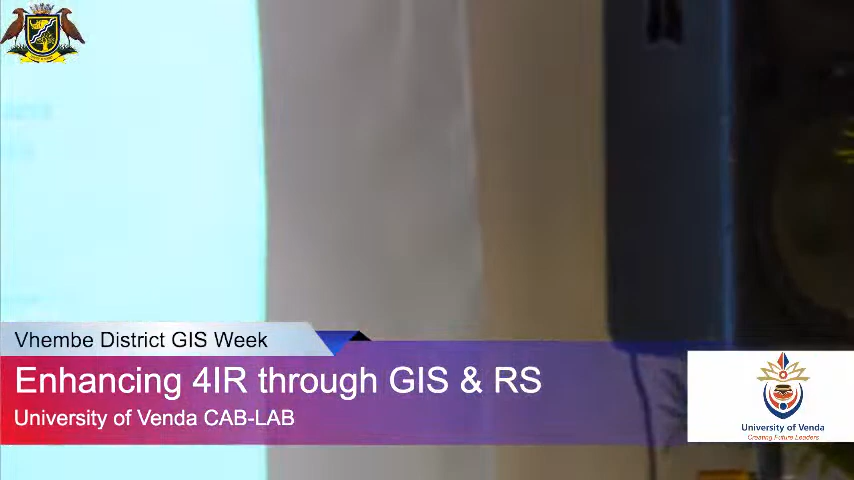 Vhembe District GIS Week
Enhancing 4IR through GIS & RS
University of Venda CAB-LAB
University of Venda
Creating Future Leaders